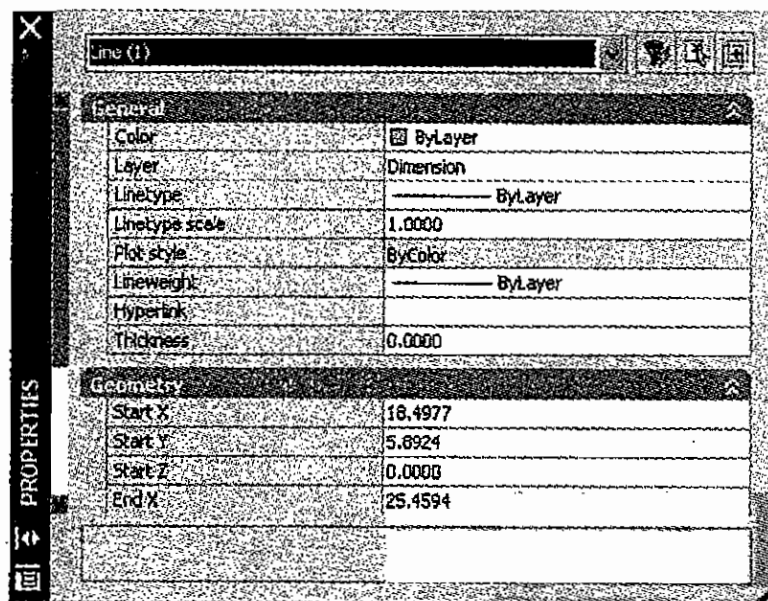 Line (1)
General
Color ByLayer
Layer Dimension
Linetype ByLayer
Linetype scale 1.0000
Plot style ByColor
Lineweight ByLayer
Hyperlink
Thickness 0.0000
Geometry
Start X 18.4977
Start Y 5.8924
Start Z 0.0000
End X 25.4594
PROPERTIES